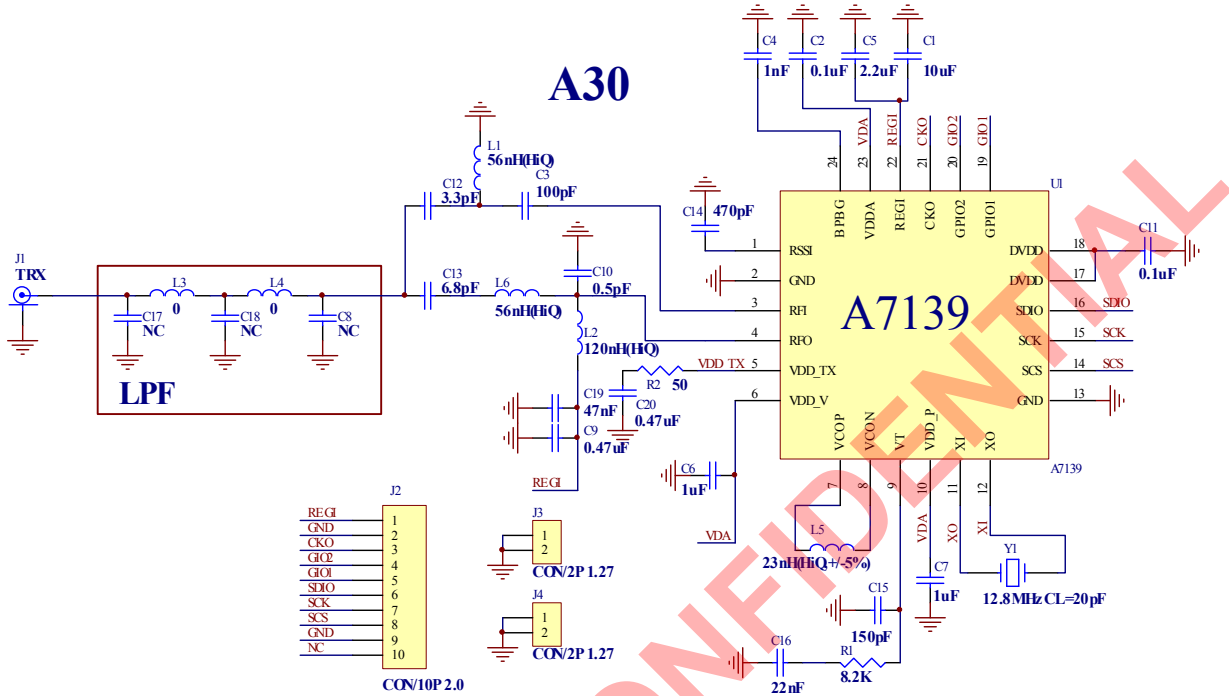 A30
C4
1nF
C2
0.1uF
C5
2.2uF
C1
10uF
VDA
REGI
CKO
GIO2
GIO1
24
23
22
21
20
19
L1
56nH(HiQ)
C12
3.3pF
C3
100pF
C14
470pF
U1
BPBG
VDDA
REGI
CKO
GPIO2
GPIO1
1
RSSI
2
GND
3
RFI
4
RFO
5
VDD_TX
6
VDD_V
A7139
DVDD
18
DVDD
17
SDIO
16
SDIO
SCK
15
SCK
SCS
14
SCS
GND
13
C11
0.1uF
J1
TRX
L3
0
L4
0
C17
NC
C18
NC
C8
NC
LPF
C13
6.8pF
L6
56nH(HiQ)
C10
0.5pF
L2
120nH(HiQ)
VDD_TX
R2
50
C19
47nF
C20
0.47uF
C9
0.47uF
REGI
C6
1uF
VDA
VCOP
VCON
VT
VDD_P
XI
XO
A7139
7
8
9
10
11
12
L5
23nH(HiQ,+/-5%)
VDA
XO
XI
C7
1uF
Y1
12.8MHz CL=20pF
C15
150pF
C16
22nF
R1
8.2K
J2
REGI
1
GND
2
CKO
3
GIO2
4
GIO1
5
SDIO
6
SCK
7
SCS
8
GND
9
NC
10
CON/10P 2.0
J3
1
2
CON/2P 1.27
J4
1
2
CON/2P 1.27
CONFIDENTIAL